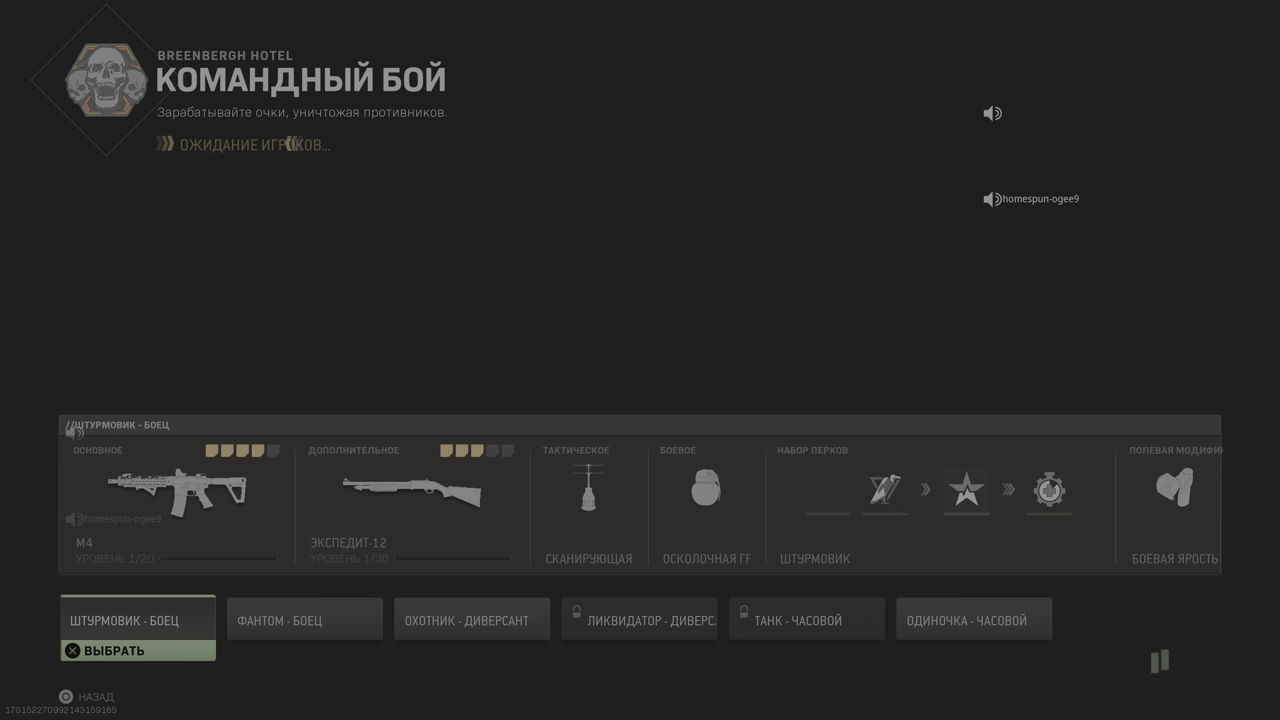 BREENBERGH HOTEL
КОМАНДНЫЙ БОЙ
Зарабатывайте очки, уничтожая противников.
ОЖИДАНИЕ ИГРОКОВ...
homespun-ogee9
//ШТУРМОВИК - БОЕЦ
ОСНОВНОЕ
ДОПОЛНИТЕЛЬНОЕ
ТАКТИЧЕСКОЕ
БОЕВОЕ
НАБОР ПЕРКОВ
ПОЛЕВАЯ МОДИФИ
homespun-ogee9
M4
УРОВЕНЬ 1/20
ЭКСПЕДИТ-12
УРОВЕНЬ 1/30
СКАНИРУЮЩАЯ
ОСКОЛОЧНАЯ ГР
ШТУРМОВИК
БОЕВАЯ ЯРОСТЬ
ШТУРМОВИК - БОЕЦ
ВЫБРАТЬ
ФАНТОМ - БОЕЦ
ОХОТНИК - ДИВЕРСАНТ
ЛИКВИДАТОР - ДИВЕРС.
ТАНК - ЧАСОВОЙ
ОДИНОЧКА - ЧАСОВОЙ
НАЗАД
170152270992143159165